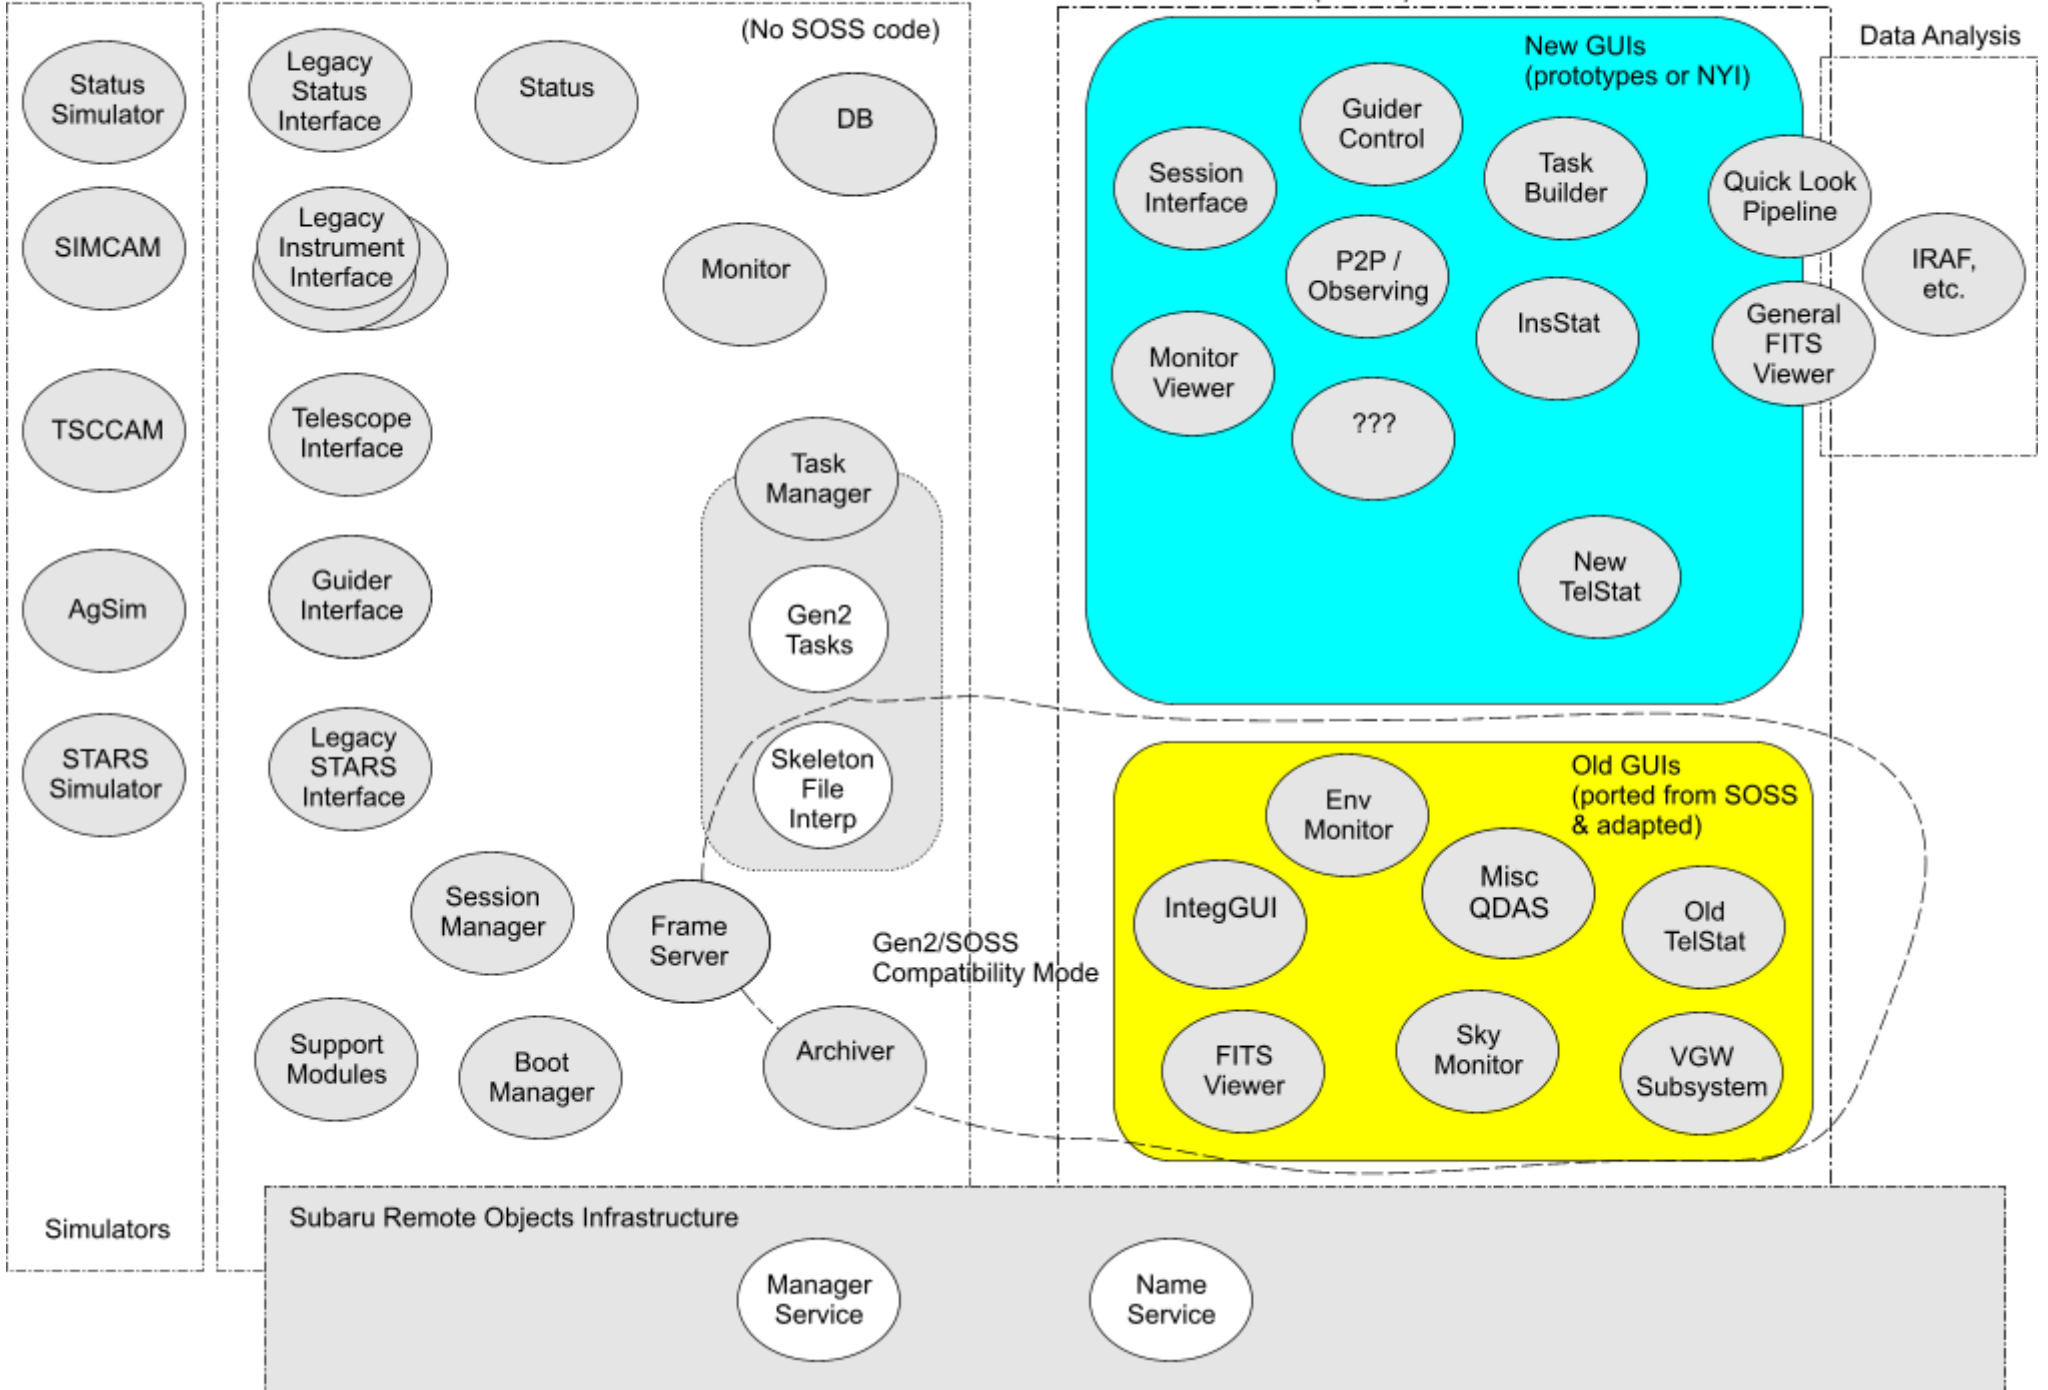 (No SOSS code)
Data Analysis
Status
Simulator
SIMCAM
TSCCAM
AgSim
STARS
Simulator
Simulators
Legacy
Status
Interface
Status
DB
Legacy
Instrument
Interface
Monitor
Telescope
Interface
Task
Manager
Guider
Interface
Gen2
Tasks
Legacy
STARS
Interface
Skeleton
File
Interp
Session
Manager
Frame
Server
Gen2/SOSS
Compatibility Mode
Support
Modules
Boot
Manager
Archiver
New GUIs
(prototypes or NYI)
Guider
Control
Session
Interface
Task
Builder
Quick Look
Pipeline
P2P /
Observing
InsStat
General
FITS
Viewer
IRAF,
etc.
Monitor
Viewer
???
New
TelStat
Old GUIs
(ported from SOSS
& adapted)
Env
Monitor
Misc
QDAS
IntegGUI
Old
TelStat
FITS
Viewer
Sky
Monitor
VGW
Subsystem
Subaru Remote Objects Infrastructure
Manager
Service
Name
Service